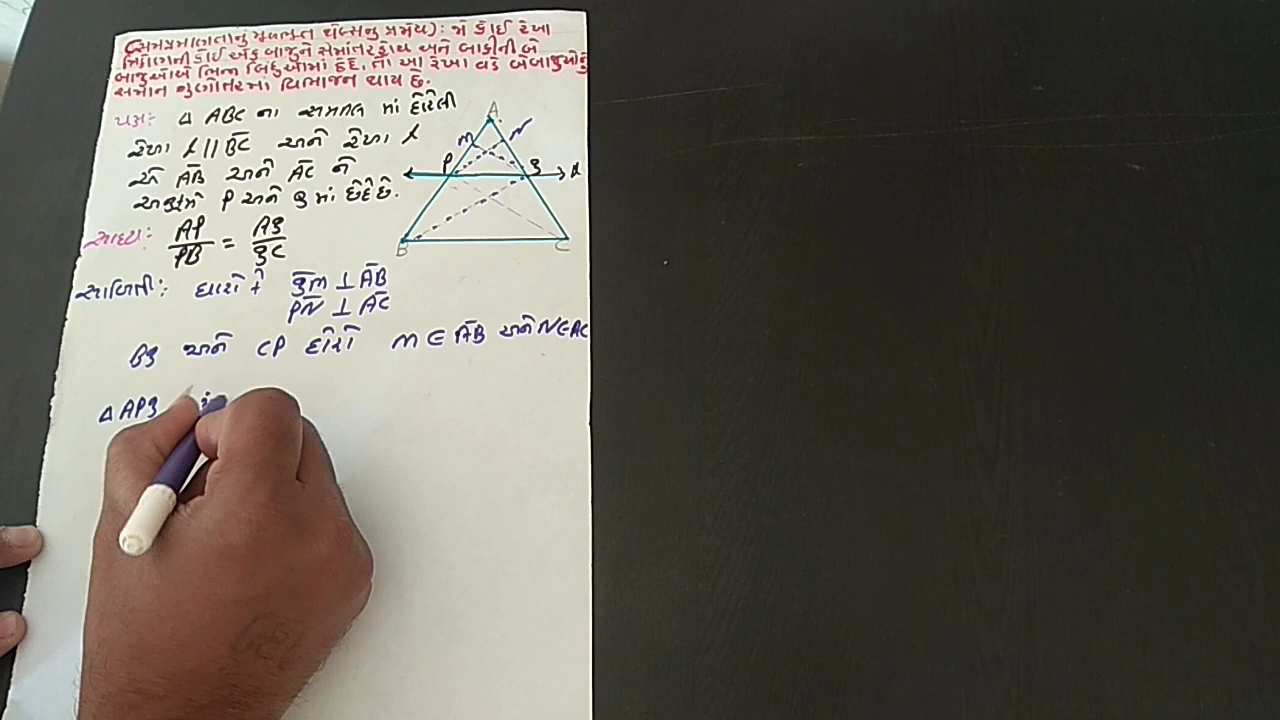 (સમપ્રમાણતાનું મૂળભૂત થેલ્સનુ પ્રમેય): જો કોઈ રેખા
ત્રિકોણની કોઈ એક બાજુને સમાંતર હોય અને બાકીની બે
બાજુઓને ભિન્ન બિંદુઓમાં છેદે, તો આ રેખા વડે બે બાજુઓનું
સમાન ગુણોત્તરમાં વિભાજન થાય છે.
પક્ષ: Δ ABC ના સમતલ માં દોરેલી
રેખા l || BC અને રેખા l
એ AB અને AC ને
અનુક્રમે P અને Q માં છેદે છે.
સાધ્ય: AP/PB = AQ/QC
સાબિતી: ધારો કે QM ⊥ AB
PN ⊥ AC
BQ અને CP દોરો M ∈ AB અને N ∈ AC
Δ APQ
A
M
N
P
Q
l
B
C